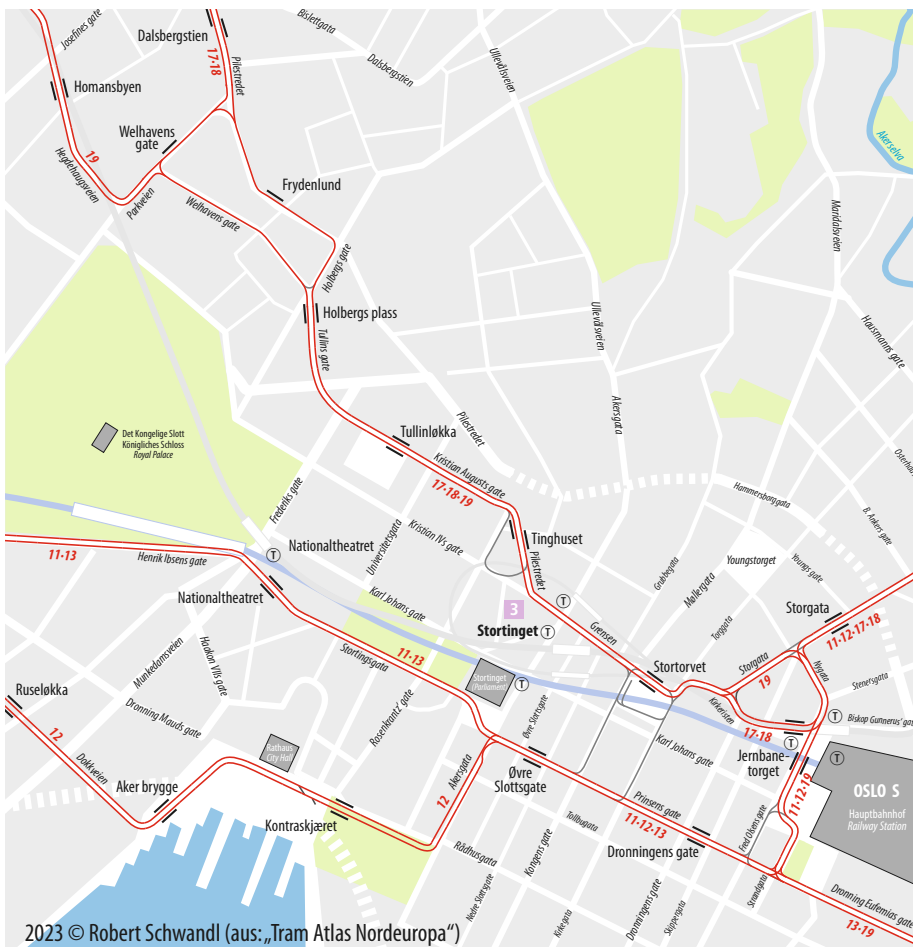 Josefines gate
Dalsbergstien
17·18
Pilestredet
Bislettgata
Dalsbergstien
Ullevålsveien
Akerselva
Homansbyen
Welhavens
gate
19
Hegdehaugsveien
Parkveien
Welhavens gate
Frydenlund
Holbergs gate
Maridalsveien
Holbergs plass
Tullins gate
Ullevålsveien
Hausmanns gate
Akersgata
Pilestredet
Det Kongelige Slott
Königliches Schloss
Royal Palace
Tullinløkka
Kristian Augusts gate
17·18·19
Frederiks gate
Universitetsgata
Kristian IVs gate
Hammersborggata
Osterhau
B. Ankers gate
11·13
Henrik Ibsens gate
T
Nationaltheatret
Nationaltheatret
Tinghuset
Pilestredet
Grubbegata
Møllergata
Youngstorget
Youngs gate
Torggata
Karl Johans gate
3
Stortinget T
T
Grensen
Storgata
11·12·17·18
Munkedamsveien
Haakon VIIs gate
Stortingsgata
11·13
Stortinget
(Parlament)
T
Stortorvet
Storgata
19
Nygata
Stenersgata
Ruseløkka
Dronning Mauds gate
Rosenkrantz' gate
Øvre Slottsgate
Kirkeristen
17·18
T
Biskop Gunnerus' gat
T
T
12
Dokkveien
Rathaus
City Hall
Karl Johans gate
Jernbane-
torget
OSLO S
Hauptbahnhof
Railway Station
Aker brygge
Akersgata
12
Øvre
Slottsgate
Prinsens gate
11·12·13
11·12·19
Kontraskjæret
Tollbugata
Fred Olsens gate
Rådhusgata
Kongens gate
Dronningens gate
Nedre Slottsgate
Kirkegata
Dronningens gate
Skippergata
Strandgata
Dronning Eufemias gate
13·19
2023 © Robert Schwandl (aus: „Tram Atlas Nordeuropa“)